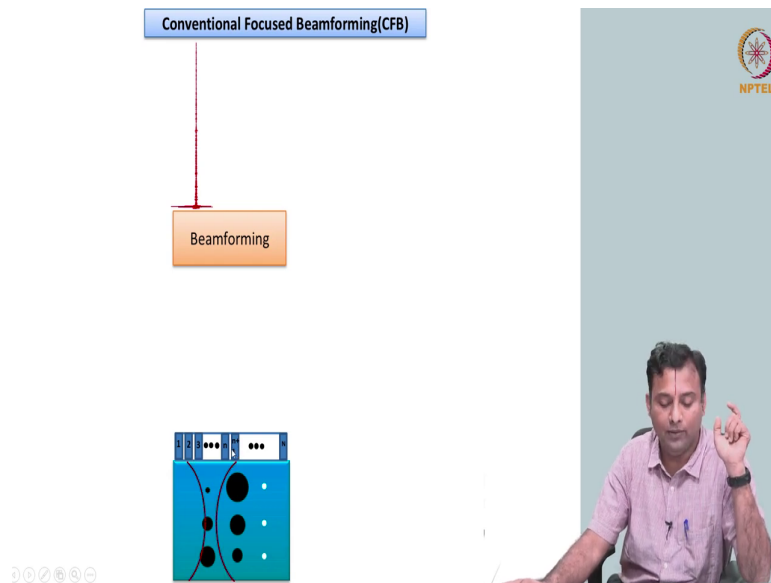 Conventional Focused Beamforming(CFB)
NPTEL
Beamforming
1 2 3 ●●● n n+ ●●● N